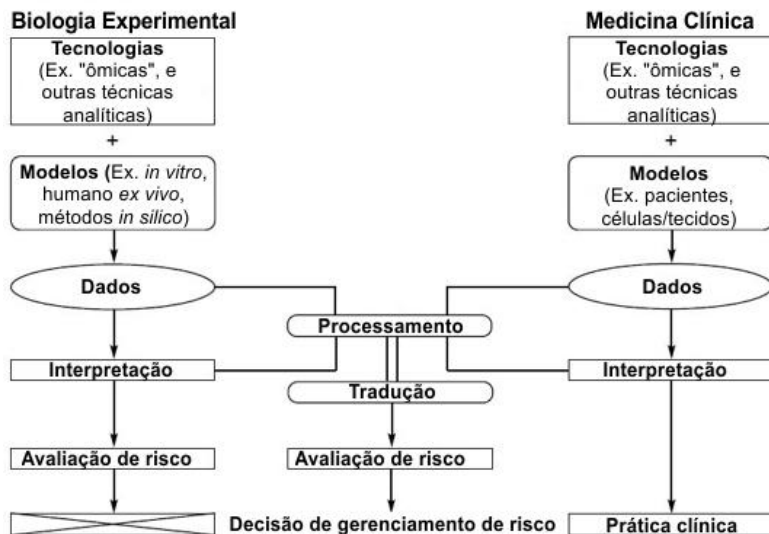 Biologia Experimental
Tecnologias
(Ex. "ômicas", e
outras técnicas
analíticas)
+
Modelos (Ex. in vitro,
humano ex vivo,
métodos in silico)
Dados
Interpretação
Avaliação de risco
Processamento
Tradução
Avaliação de risco
Decisão de gerenciamento de risco
Medicina Clínica
Tecnologias
(Ex. "ômicas", e
outras técnicas
analíticas)
+
Modelos
(Ex. pacientes,
células/tecidos)
Dados
Interpretação
Prática clínica